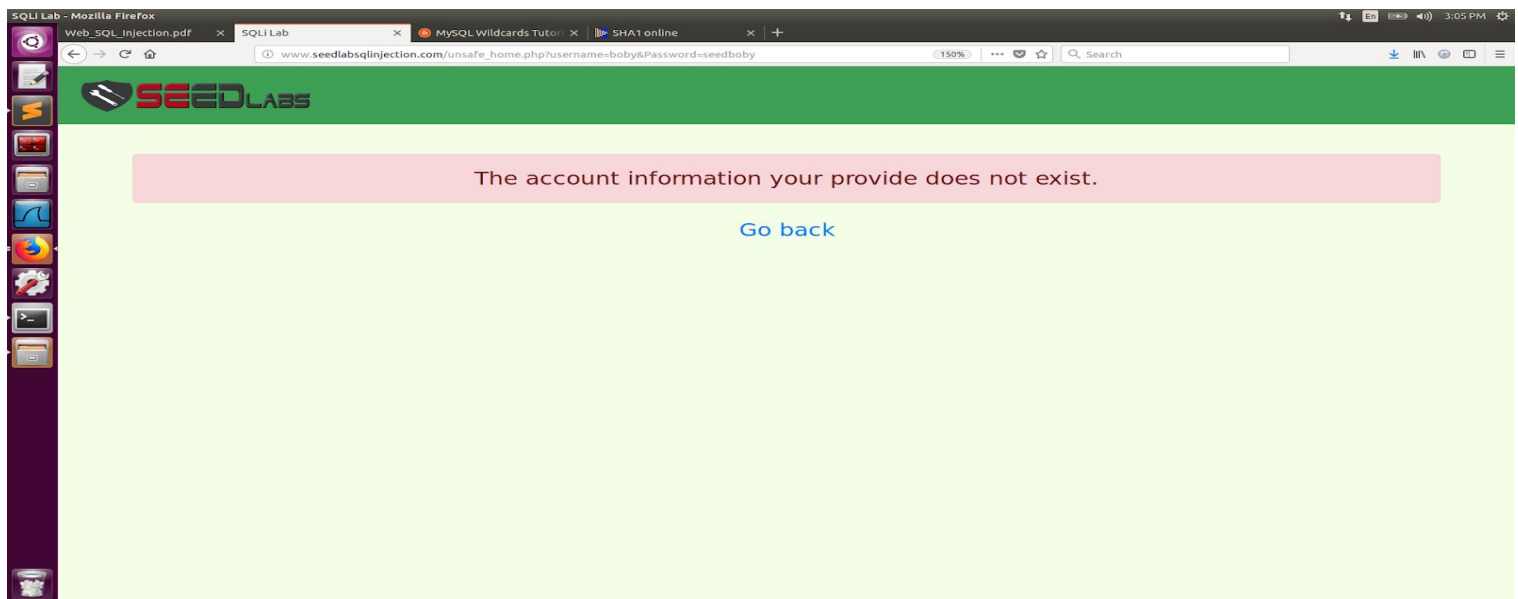 SQLi Lab - Mozilla Firefox
En 3:05 PM
Web_SQL_Injection.pdf SQLi Lab MySQL Wildcards Tutori SHA1 online
www.seedlabsqlinjection.com/unsafe_home.php?username=boby&Password=seedboby 150% Search
SEEDLABS
The account information your provide does not exist.
Go back